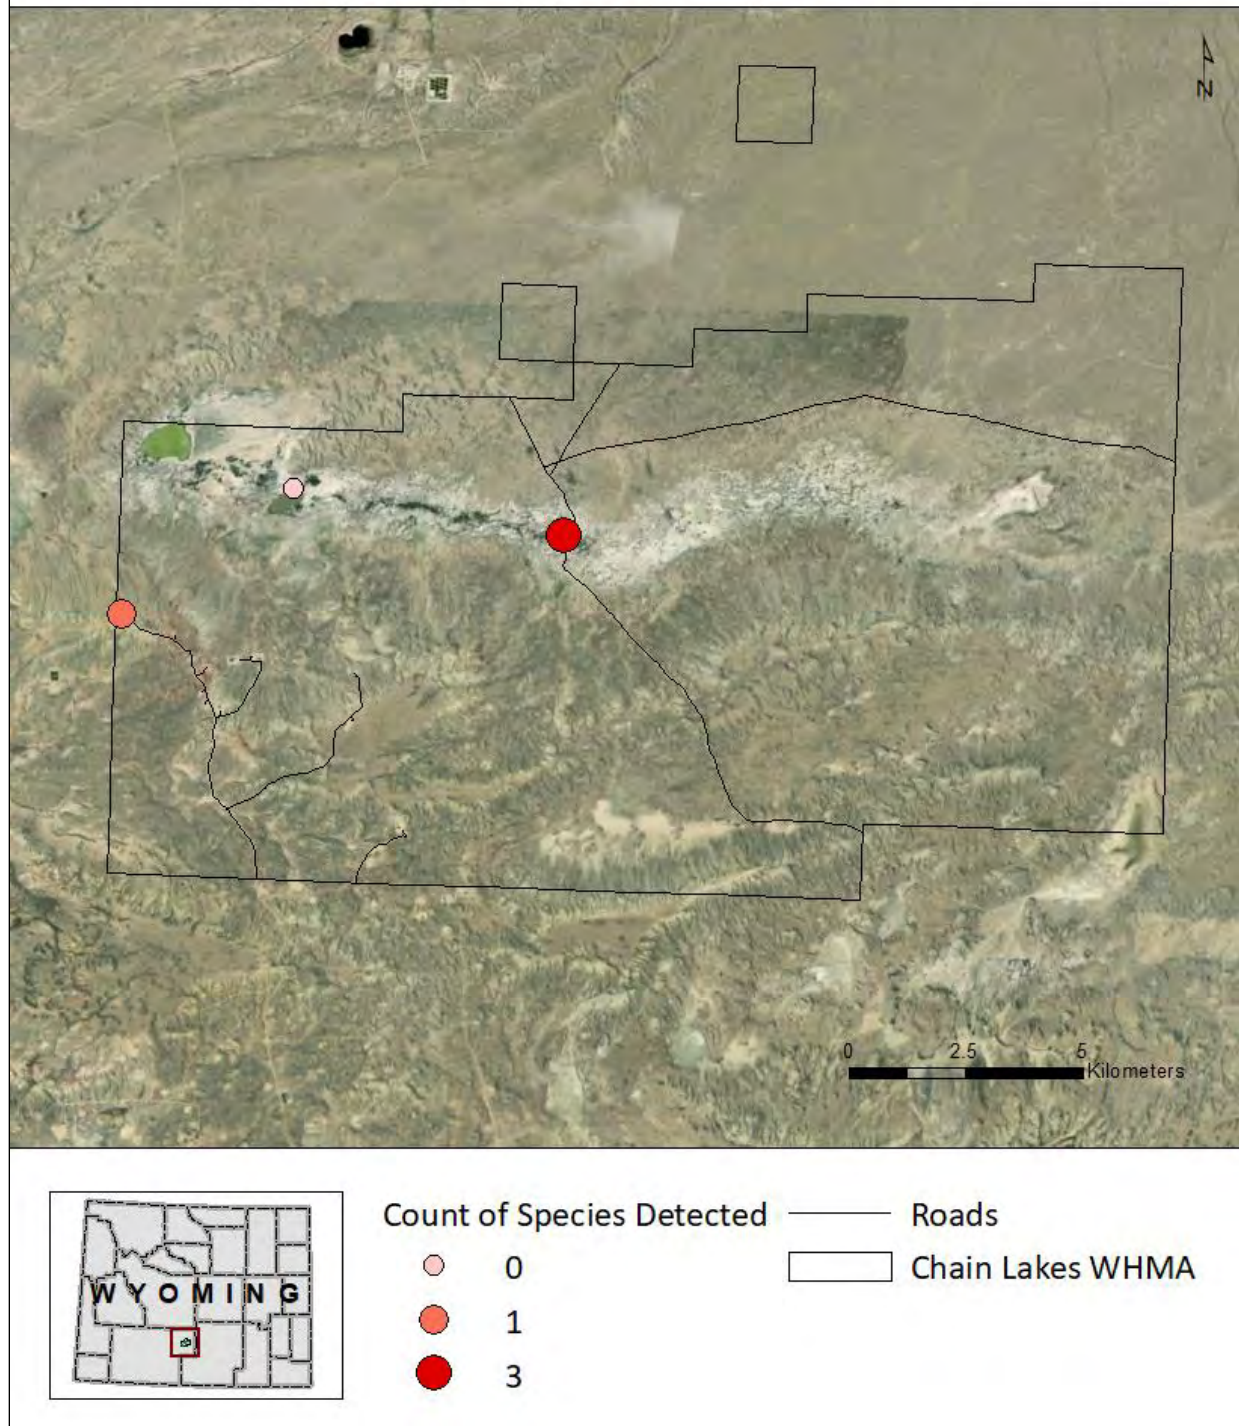 N
0 2.5 5
Kilometers
WYOMING
Count of Species Detected
0
1
3
Roads
Chain Lakes WHMA